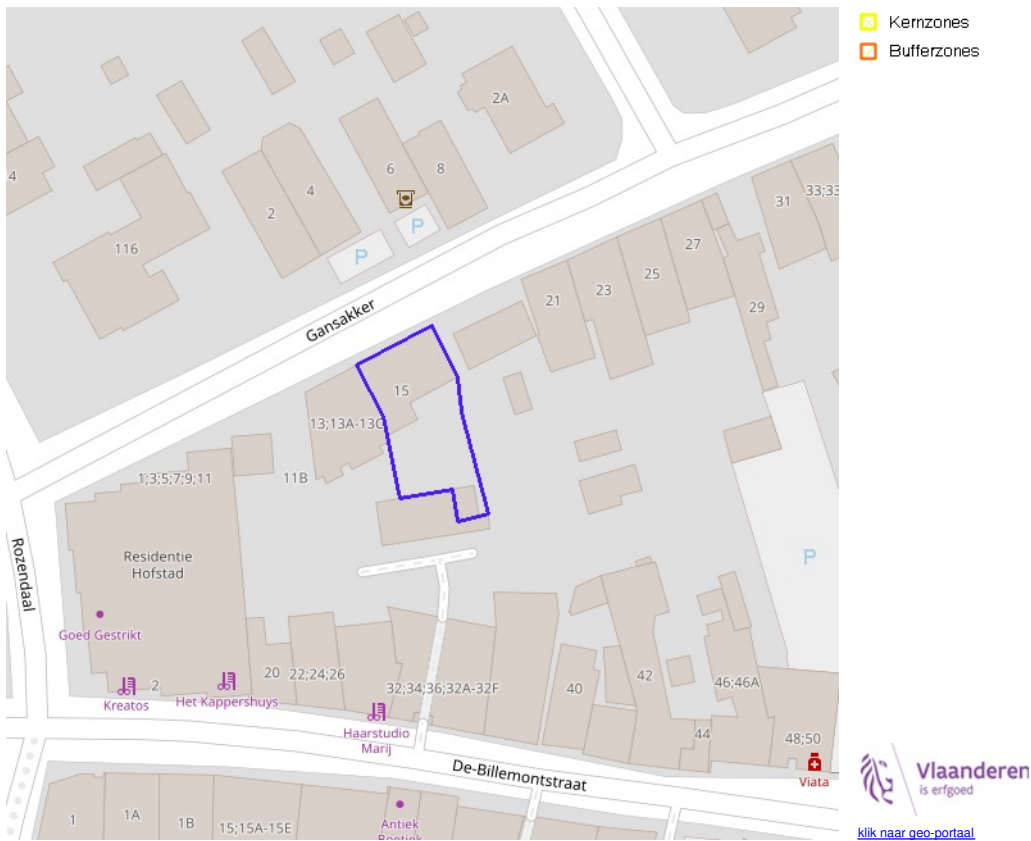 Kernzones
Bufferzones
2A
4
6
8
4
2
116
P
P
31
33;33
27
25
23
21
29
Gansakker
15
13;13A-13C
1;3;5;7;9;11
11B
P
Rozendaal
Residentie
Hofstad
Goed Gestrikt
20
22;24;26
32;34;36;32A-32F
40
42
46;46A
2
Kreatos
Het Kappershuys
Haarstudio
Marij
44
48;50
Viata
De-Billemontstraat
1
1A
1B
15;15A-15E
Antiek
Vlaanderen
is erfgoed
klik naar geo-portaal